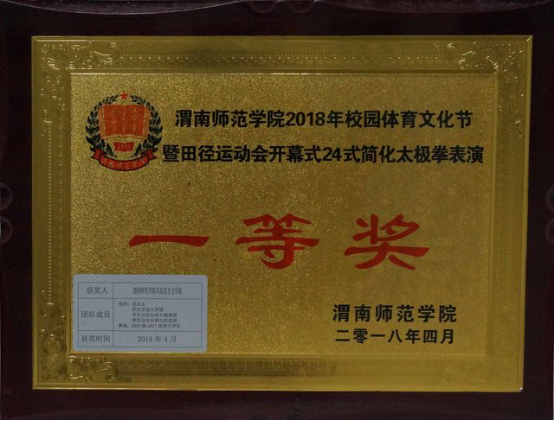 渭南师范学院2018年校园体育文化节
暨田径运动会开幕式24式简化太极拳表演
一等奖
获奖人
团队成员
获奖时间 2018年4月
渭南师范学院
二零一八年四月